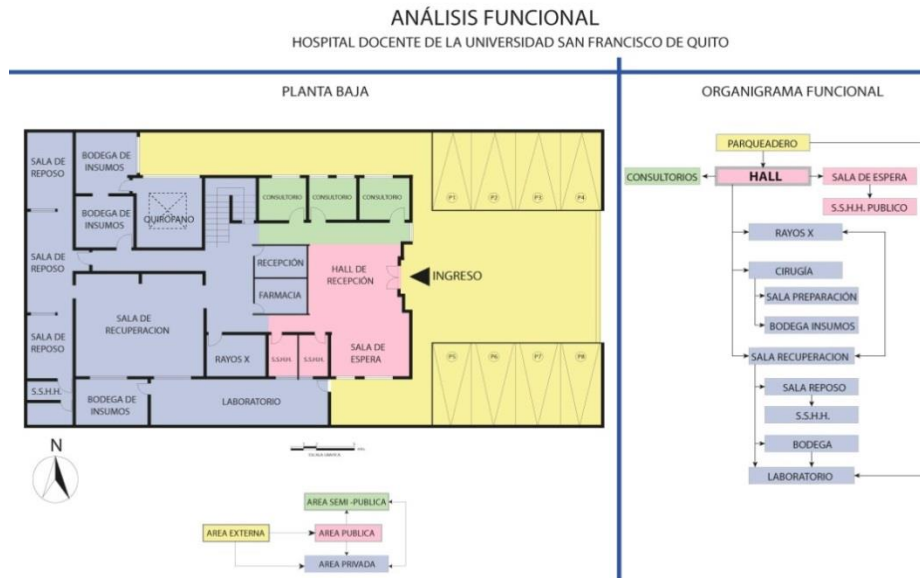 ANÁLISIS FUNCIONAL
HOSPITAL DOCENTE DE LA UNIVERSIDAD SAN FRANCISCO DE QUITO
PLANTA BAJA
SALA DE
REPOSO
BODEGA DE
INSUMOS
BODEGA DE
INSUMOS
QUIROFANO
CONSULTORIO
CONSULTORIO
CONSULTORIO
P1
P2
P3
P4
SALA DE
REPOSO
RECEPCIÓN
HALL DE
RECEPCIÓN
INGRESO
FARMACIA
SALA DE
RECUPERACION
SALA DE
REPOSO
RAYOS X
S.S.H.H.
S.S.H.H.
SALA DE
ESPERA
P5
P6
P7
P8
S.S.H.H.
BODEGA DE
INSUMOS
LABORATORIO
N
AREA SEMI -PUBLICA
AREA EXTERNA
AREA PUBLICA
AREA PRIVADA
ORGANIGRAMA FUNCIONAL
PARQUEADERO
CONSULTORIOS
HALL
SALA DE ESPERA
S.S.H.H. PUBLICO
RAYOS X
CIRUGÍA
SALA PREPARACIÓN
BODEGA INSUMOS
SALA RECUPERACION
SALA REPOSO
S.S.H.H.
BODEGA
LABORATORIO